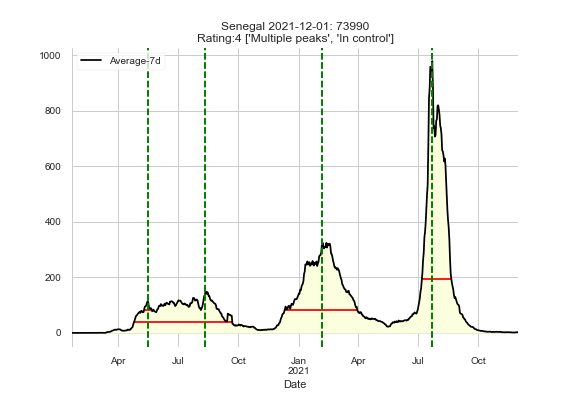 Senegal 2021-12-01: 73990
Rating:4 ['Multiple peaks', 'In control']
Average-7d
1000
800
600
400
200
0
Apr Jul Oct Jan Apr Jul Oct
2021
Date